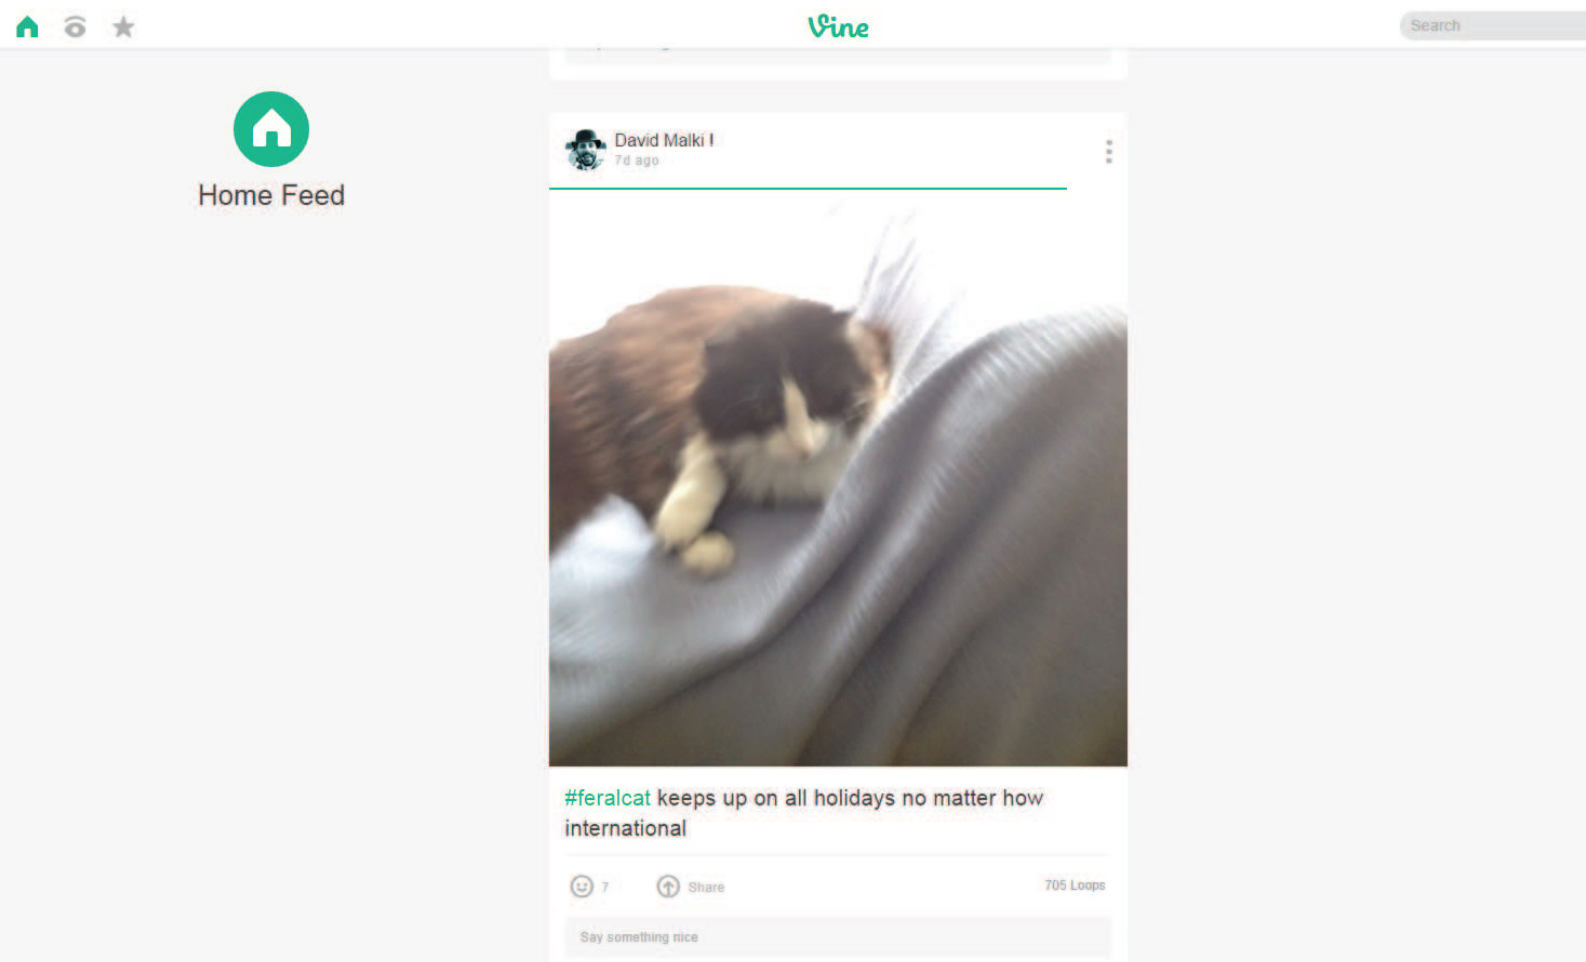 Vine
Search
Home Feed
David Malki !
7d ago
#feralcat keeps up on all holidays no matter how
international
7
Share
705 Loops
Say something nice